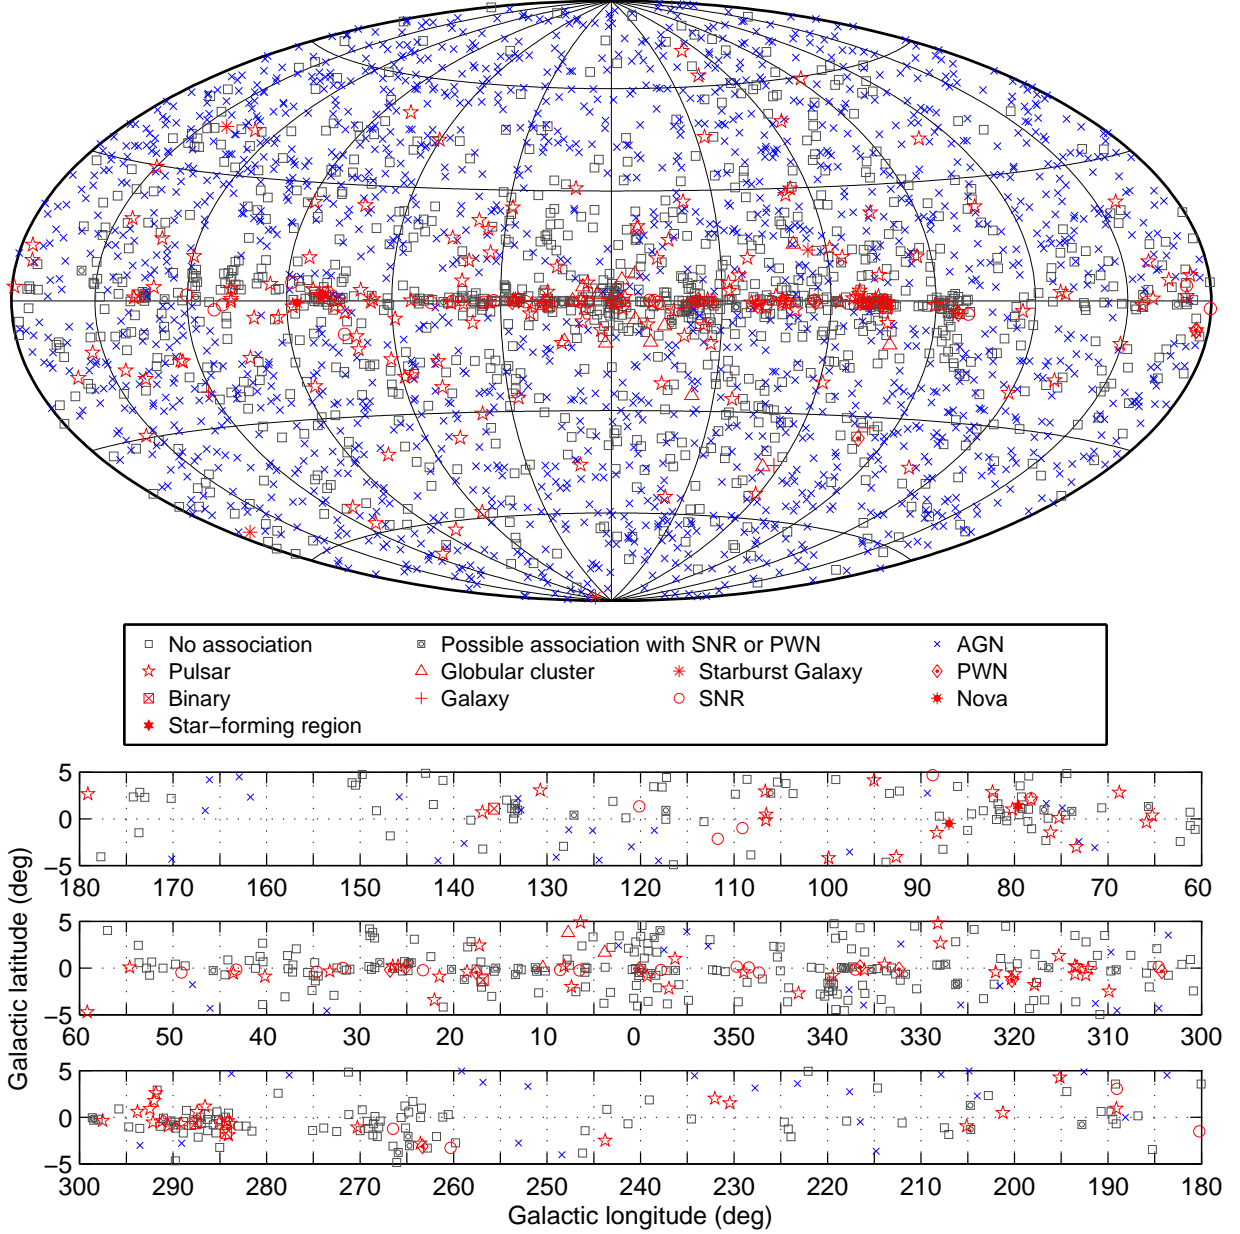 No association Possible association with SNR or PWN AGN
Pulsar Globular cluster Starburst Galaxy PWN
Binary Galaxy SNR Nova
Star−forming region
5
0
−5
180 170 160 150 140 130 120 110 100 90 80 70 60
5
0
−5
60 50 40 30 20 10 0 350 340 330 320 310 300
5
0
−5
300 290 280 270 260 250 240 230 220 210 200 190 180
Galactic latitude (deg)
Galactic longitude (deg)